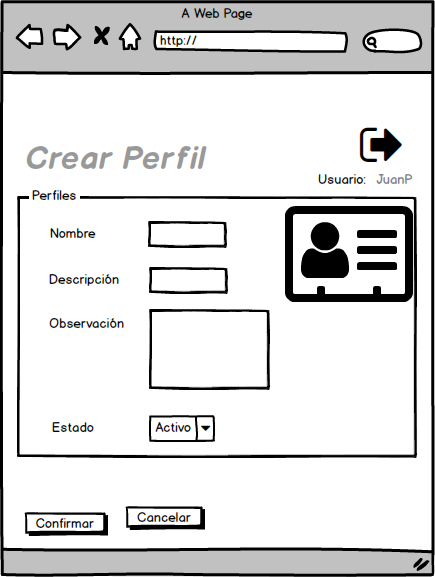 A Web Page
http://
Crear Perfil
Usuario: JuanP
Perfiles
Nombre
Descripción
Observación
Estado
Activo
Confirmar
Cancelar